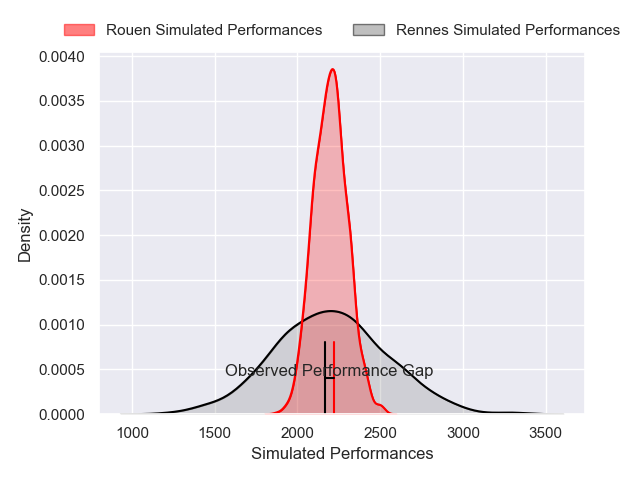 Rouen Simulated Performances
Rennes Simulated Performances
0.0040
0.0035
0.0030
0.0025
0.0020
0.0015
0.0010
0.0005
0.0000
Density
Observed Performance Gap
1000 1500 2000 2500 3000 3500
Simulated Performances